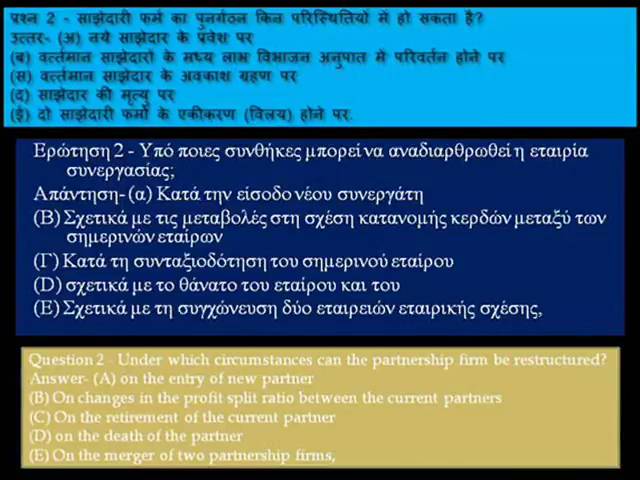 प्रश्न 2 - साझेदारी फर्म का पुनर्गठन किन परिस्थितियों में हो सकता है?
उत्तर- (अ) नये साझेदार के प्रवेश पर
(ब) वर्त्तमान साझेदारों के मध्य लाभ विभाजन अनुपात में परिवर्तन होने पर
(स) वर्त्तमान साझेदार के अवकाश ग्रहण पर
(द) साझेदार की मृत्यु पर
(ई) दो साझेदारी फर्मो के एकीकरण (विलय) होने पर.
Ερώτηση 2 - Υπό ποιες συνθήκες μπορεί να αναδιαρθρωθεί η εταιρία
συνεργασίας;
Απάντηση- (α) Κατά την είσοδο νέου συνεργάτη
(Β) Σχετικά με τις μεταβολές στη σχέση κατανομής κερδών μεταξύ των
σημερινών εταίρων
(Γ) Κατά τη συνταξιοδότηση του σημερινού εταίρου
(D) σχετικά με το θάνατο του εταίρου και του
(Ε) Σχετικά με τη συγχώνευση δύο εταιρειών εταιρικής σχέσης,
Question 2 - Under which circumstances can the partnership firm be restructured?
Answer- (A) on the entry of new partner
(B) On changes in the profit split ratio between the current partners
(C) On the retirement of the current partner
(D) on the death of the partner
(E) On the merger of two partnership firms,